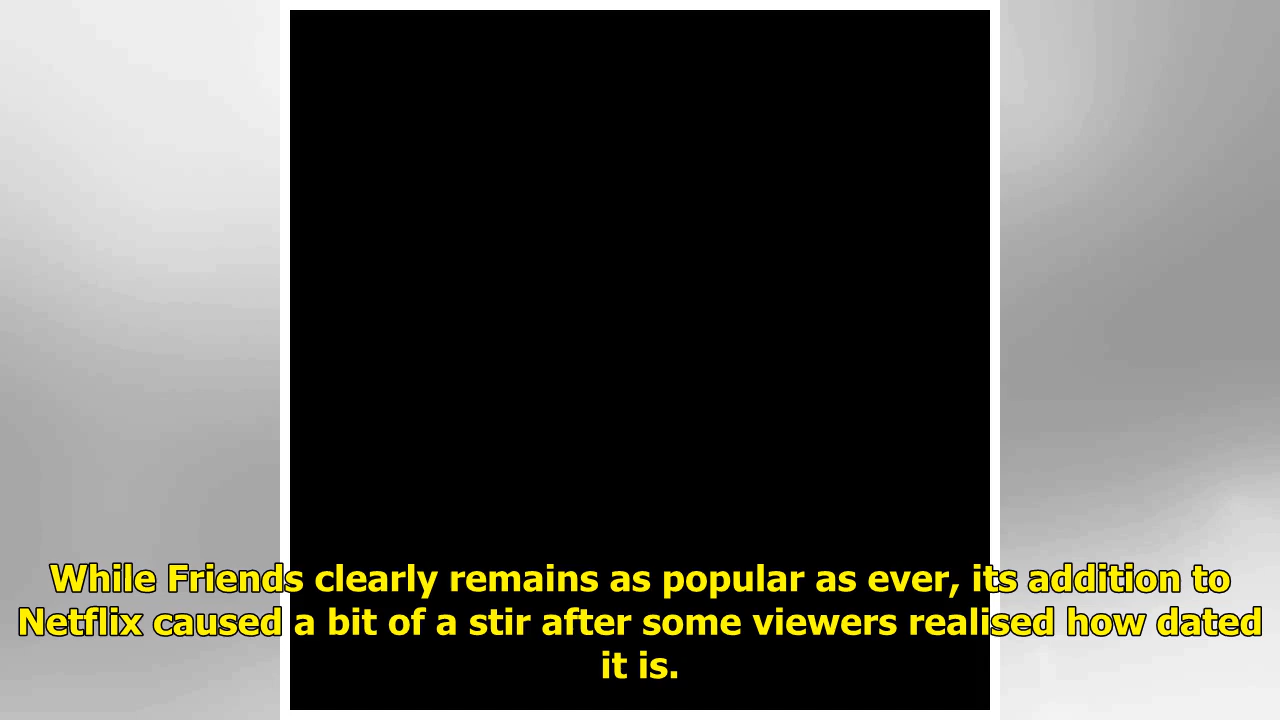 While Friends clearly remains as popular as ever, its addition to
Netflix caused a bit of a stir after some viewers realised how dated
it is.